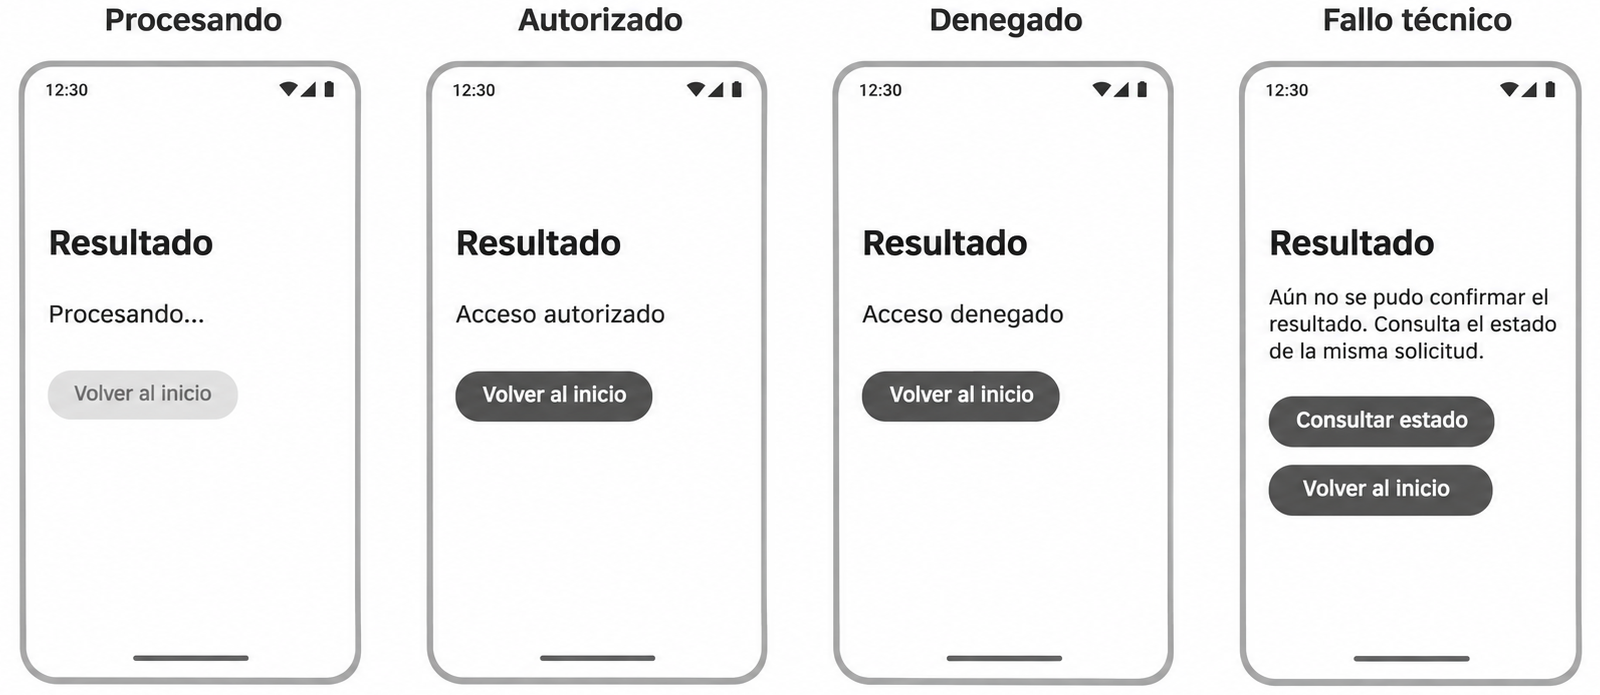 Procesando
12:30
Resultado
Procesando...
Volver al inicio
Autorizado
12:30
Resultado
Acceso autorizado
Volver al inicio
Denegado
12:30
Resultado
Acceso denegado
Volver al inicio
Fallo técnico
12:30
Resultado
Aún no se pudo confirmar el
resultado. Consulta el estado
de la misma solicitud.
Consultar estado
Volver al inicio